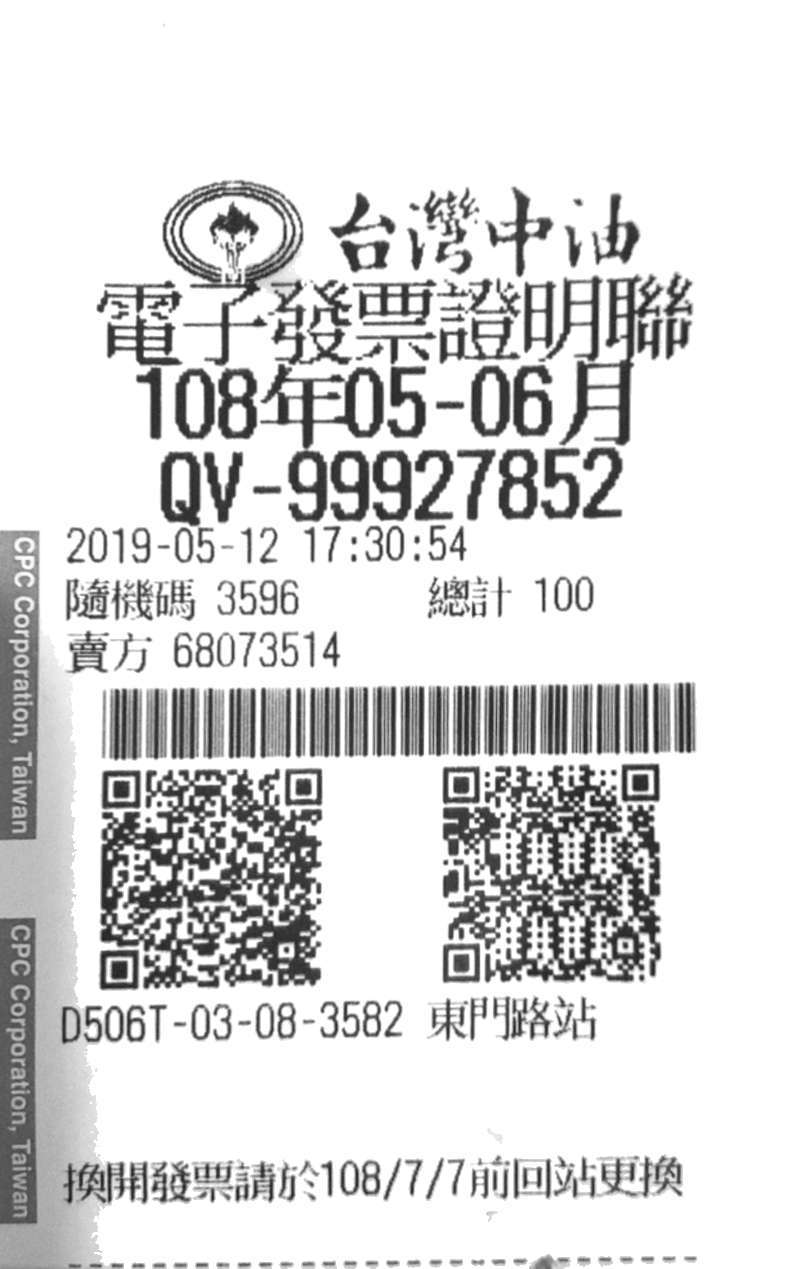 台灣中油
電子發票證明聯
108年05-06月
QV-99927852
2019-05-12 17:30:54
隨機碼 3596 總計 100
賣方 68073514
D506T-03-08-3582 東門路站
換開發票請於108/7/7前回站更換
CPC Corporation, Taiwan
CPC Corporation, Taiwan